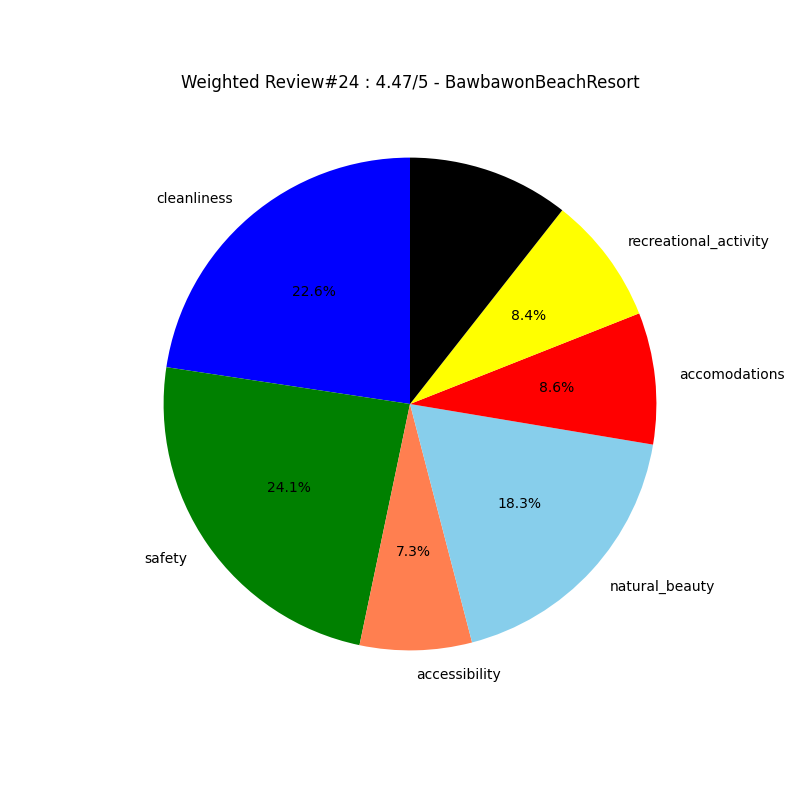 Weighted Review#24 : 4.47/5 - BawbawonBeachResort
cleanliness
recreational_activity
22.6%
8.4%
accomodations
8.6%
24.1%
18.3%
7.3%
safety
natural_beauty
accessibility